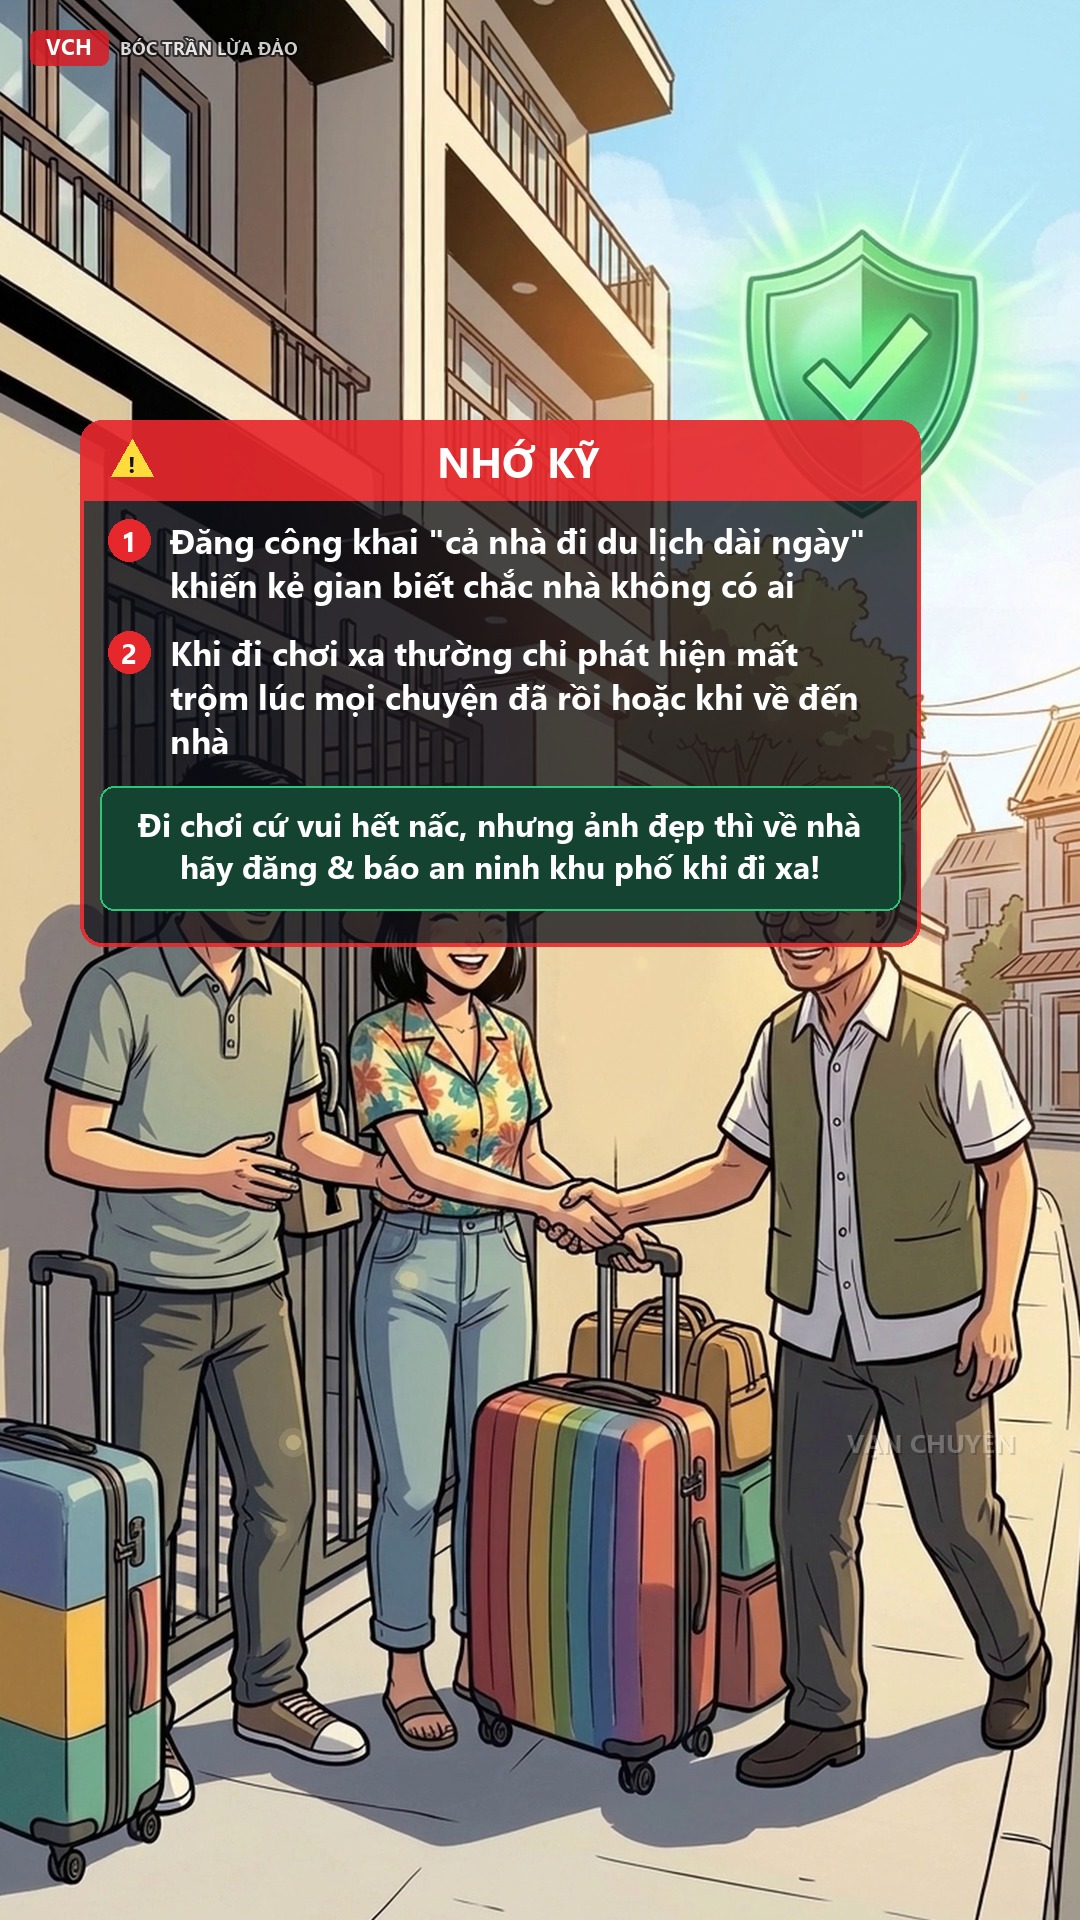 VCH BÓC TRẦN LỪA ĐẢO
NHỚ KỸ
1 Đăng công khai "cả nhà đi du lịch dài ngày"
khiến kẻ gian biết chắc nhà không có ai
2 Khi đi chơi xa thường chỉ phát hiện mất
trộm lúc mọi chuyện đã rồi hoặc khi về đến
nhà
Đi chơi cứ vui hết nấc, nhưng ảnh đẹp thì về nhà
hãy đăng & báo an ninh khu phố khi đi xa!
VẠN CHUYỆN